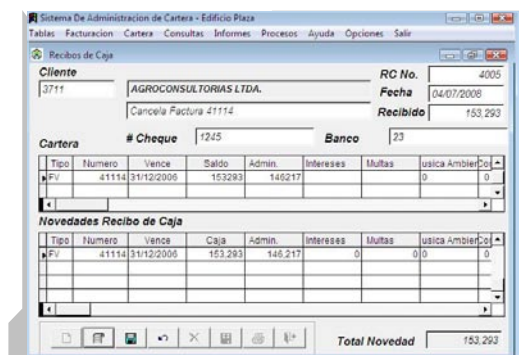 Sistema De Administracion de Cartera - Edificio Plaza
Tablas Facturacion Cartera Consultas Informes Procesos Ayuda Opciones Salir
Recibos de Caja
Cliente RC No. 4005
3711 AGROCONSULTORIAS LTDA. Fecha 04/07/2008
Cancela Factura 41114 Recibido 153,293
Cartera # Cheque 1245 Banco 23
Tipo Numero Vence Saldo Admin. Intereses Multas usica Ambier Cor
FV 41114 31/12/2006 153293 146217 0 0
Novedades Recibo de Caja
Tipo Numero Vence Caja Admin. Intereses Multas usica Ambier Cor
FV 41114 31/12/2006 153,293 146,217 0 0 0 0
Total Novedad 153,293